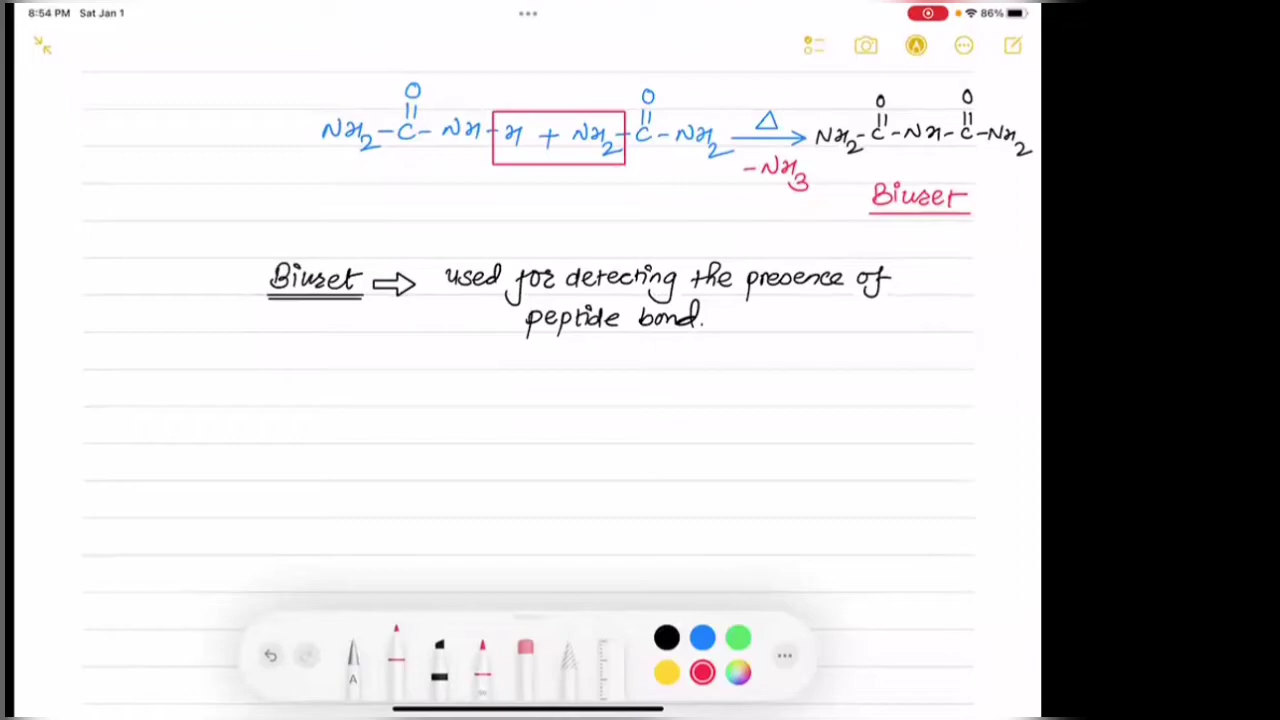 8:54 PM Sat Jan 1
86%
O O O O
NH2-C-NH-H + NH2-C-NH2 Δ NH2-C-NH-C-NH2
-NH3
Biuret
Biuret ⇒ used for detecting the presence of
peptide bond.
A